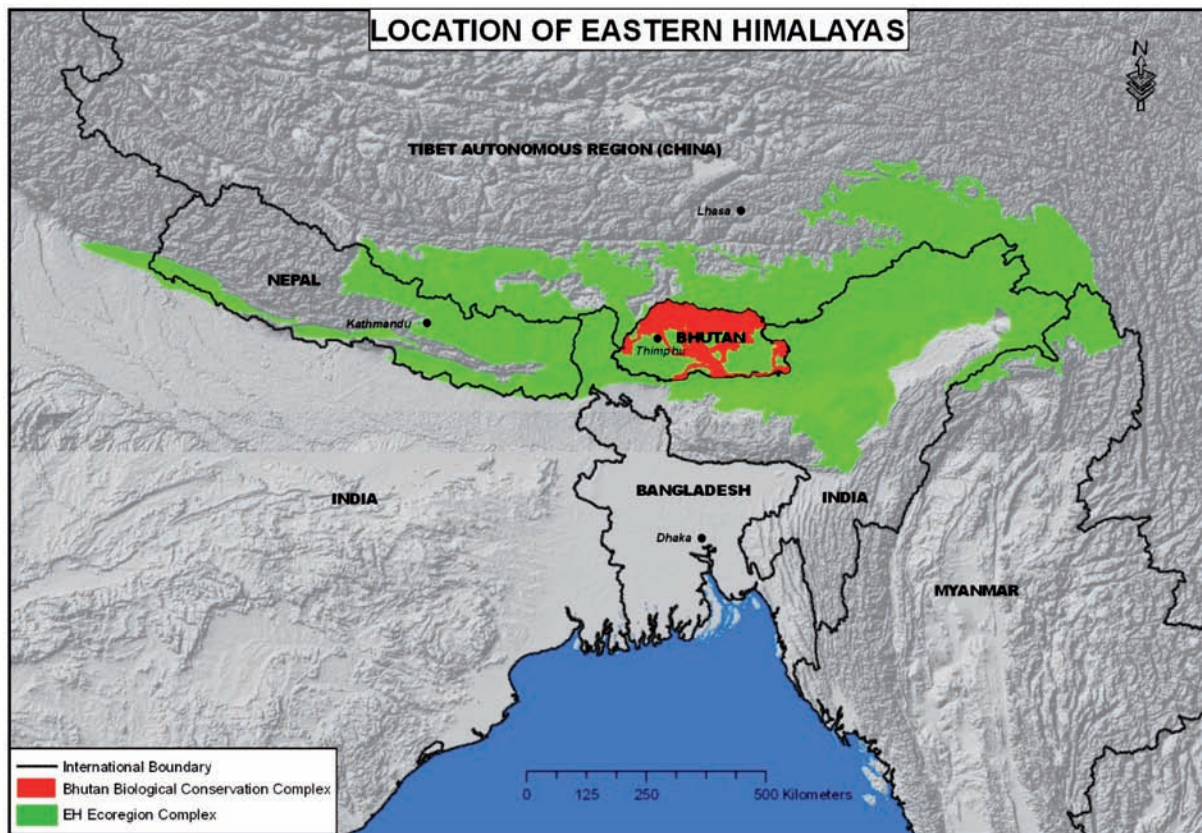 LOCATION OF EASTERN HIMALAYAS
N
TIBET AUTONOMOUS REGION (CHINA)
Lhasa
NEPAL
Kathmandu
BHUTAN
Thimphu
INDIA
BANGLADESH
INDIA
Dhaka
MYANMAR
International Boundary
Bhutan Biological Conservation Complex
EH Ecoregion Complex
0 125 250 500 Kilometers